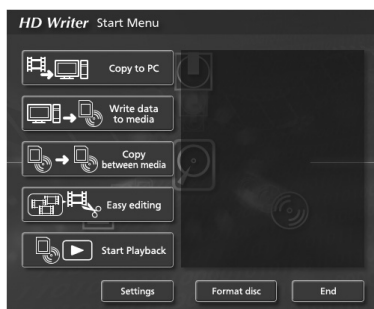 HD Writer Start Menu
Copy to PC
Write data
to media
Copy
between media
Easy editing
Start Playback
Settings
Format disc
End